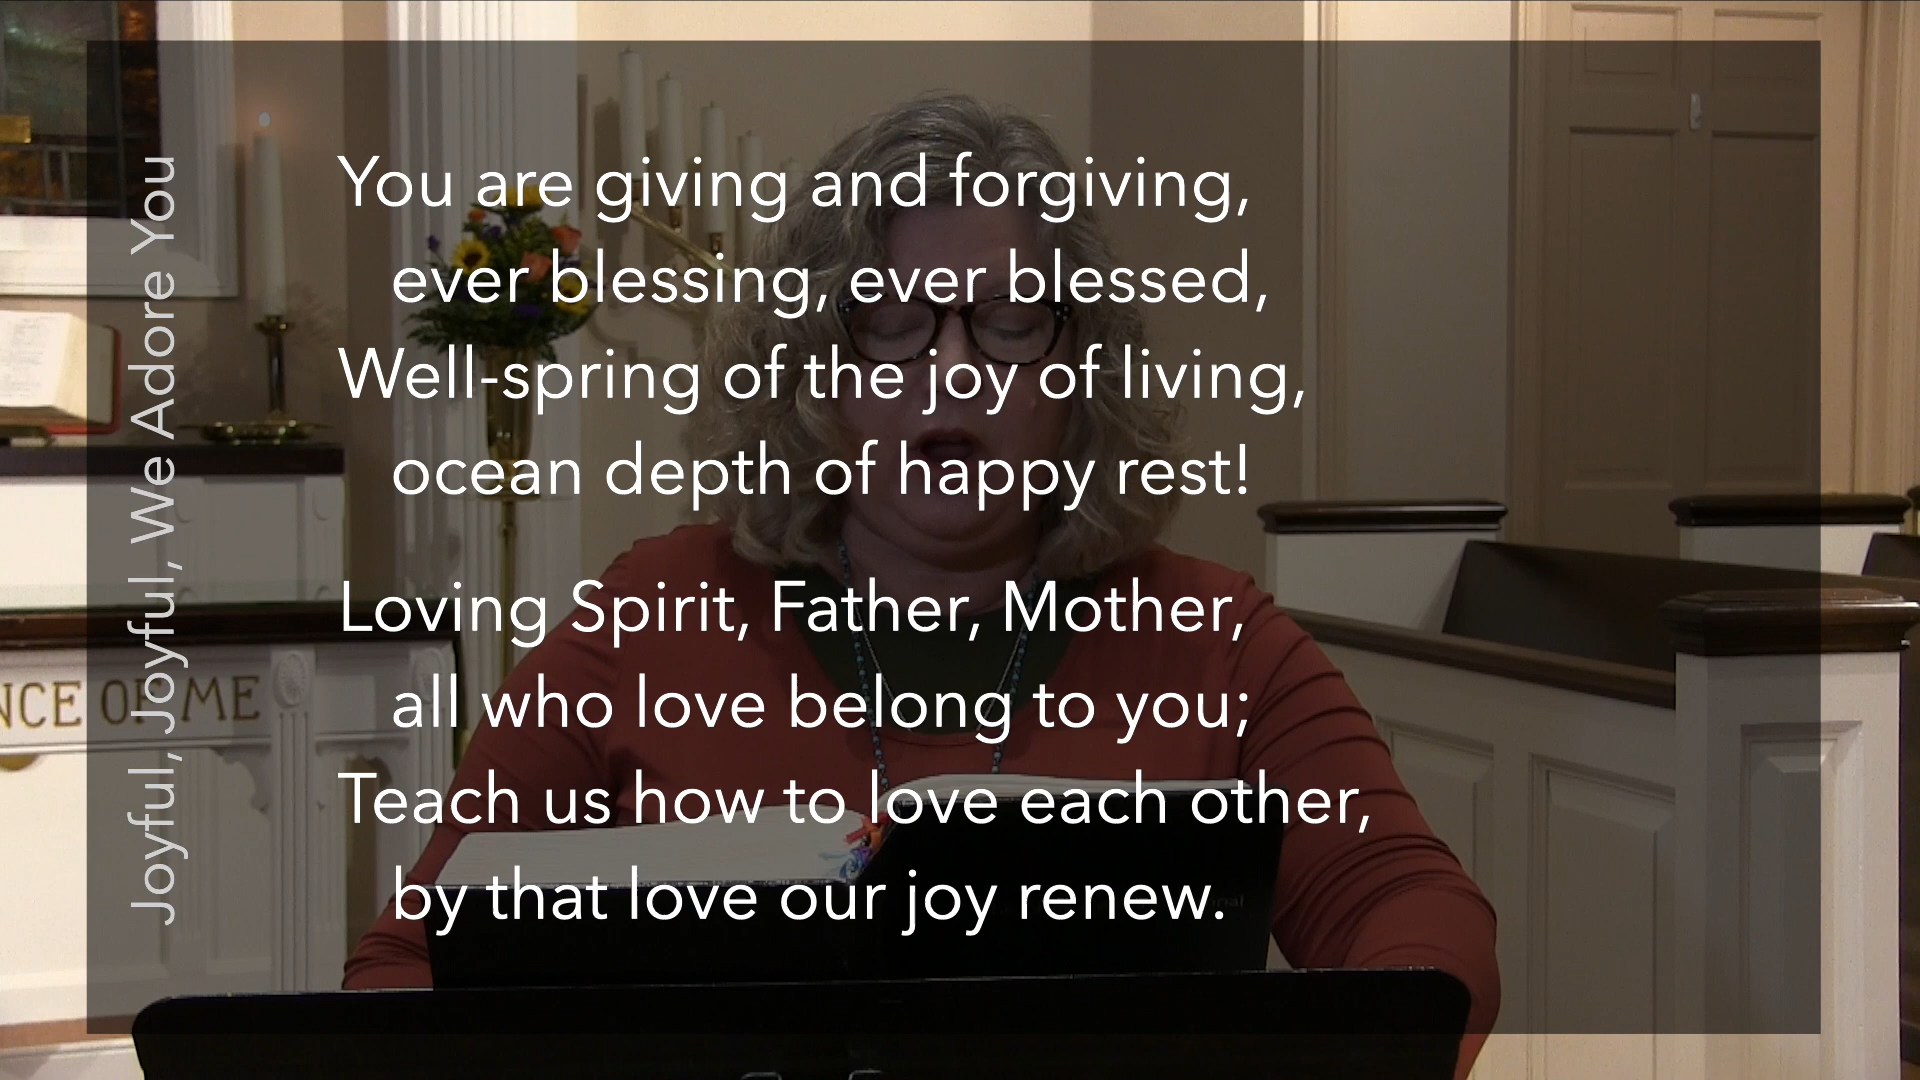 Joyful, Joyful, We Adore You
You are giving and forgiving,
ever blessing, ever blessed,
Well-spring of the joy of living,
ocean depth of happy rest!
Loving Spirit, Father, Mother,
all who love belong to you;
Teach us how to love each other,
by that love our joy renew.
OF ME